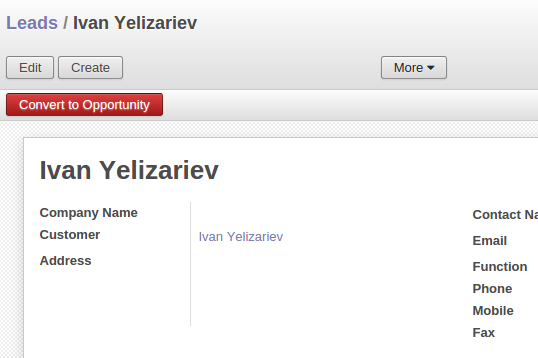 Leads / Ivan Yelizariev
Edit Create More
Convert to Opportunity
Ivan Yelizariev
Company Name
Customer Ivan Yelizariev
Address
Contact Na
Email
Function
Phone
Mobile
Fax